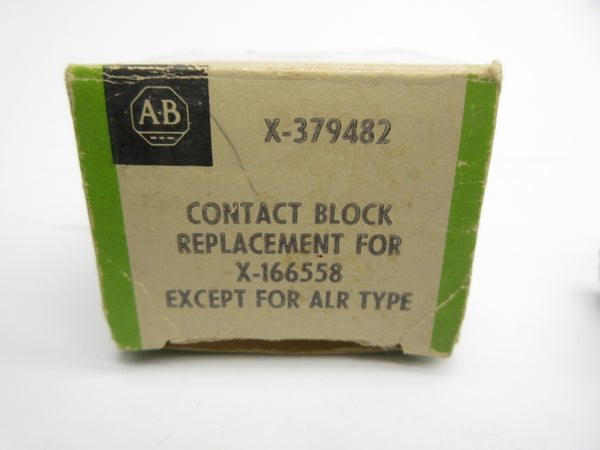 A-B
X-379482
CONTACT BLOCK
REPLACEMENT FOR
X-166558
EXCEPT FOR ALR TYPE